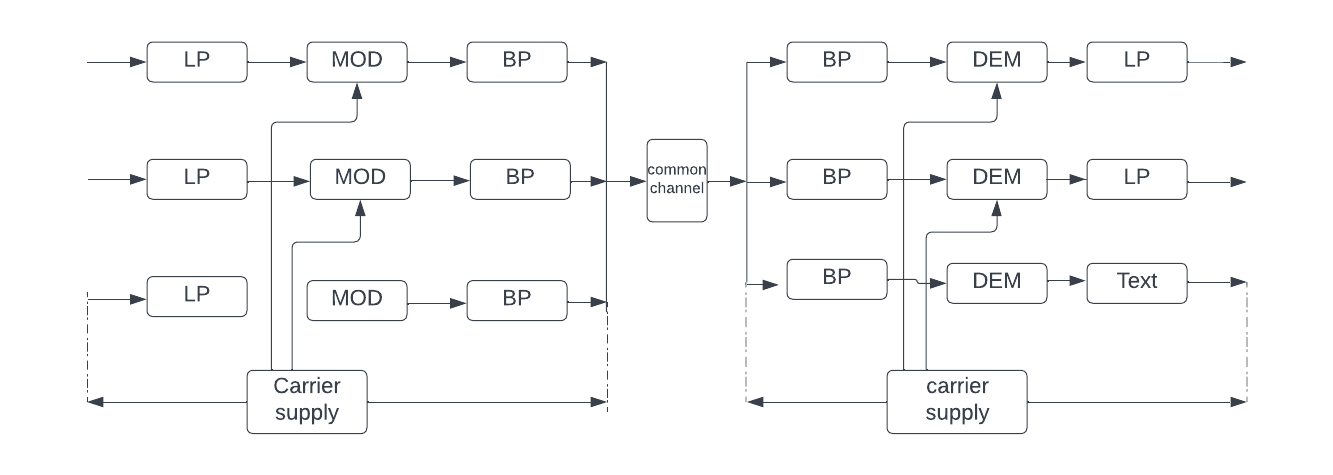 LP MOD BP BP DEM LP
common
channel
LP MOD BP BP DEM LP
LP MOD BP BP DEM Text
Carrier
supply
carrier
supply